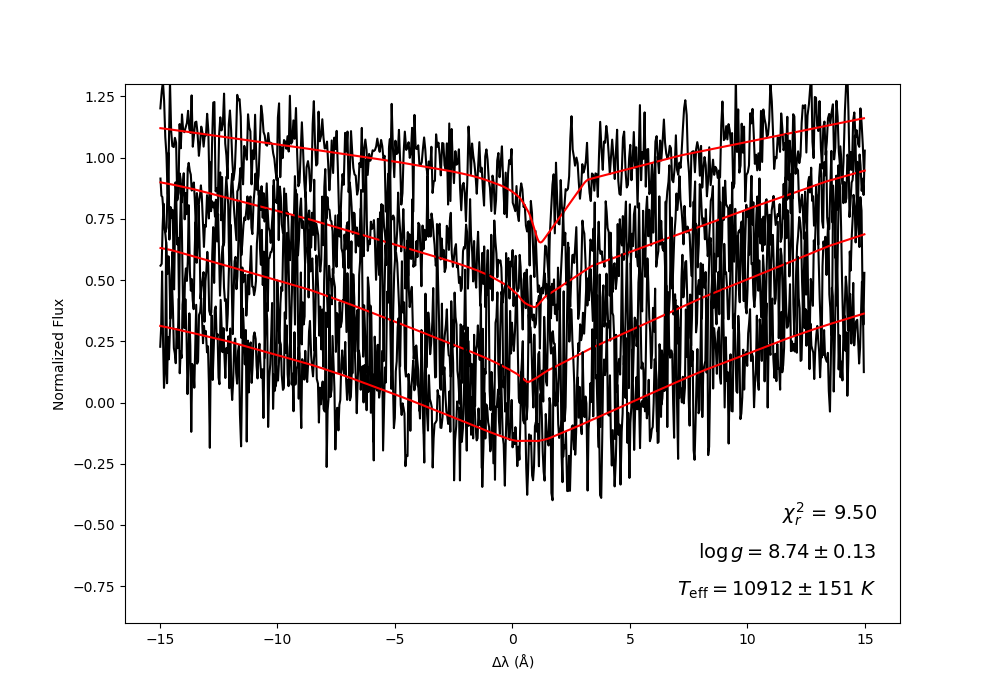 1.25
1.00
0.75
0.50
0.25
0.00
−0.25
−0.50
−0.75
Normalized Flux
χ_r^2 = 9.50
log g = 8.74 ± 0.13
T_eff = 10912 ± 151 K
−15 −10 −5 0 5 10 15
Δλ (Å)